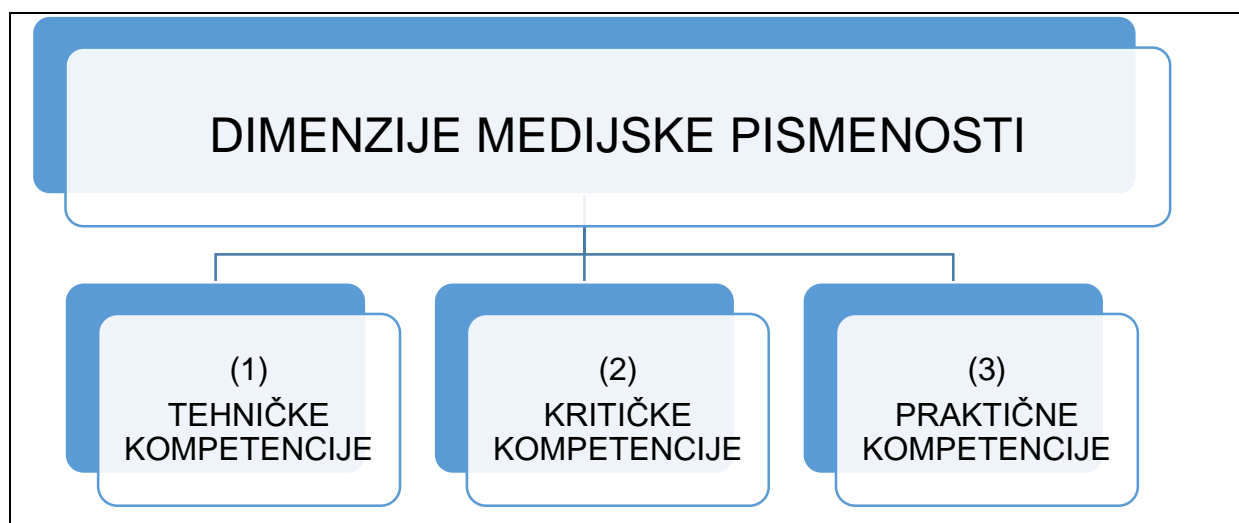 DIMENZIJE MEDIJSKE PISMENOSTI
(1)
TEHNIČKE
KOMPETENCIJE
(2)
KRITIČKE
KOMPETENCIJE
(3)
PRAKTIČNE
KOMPETENCIJE